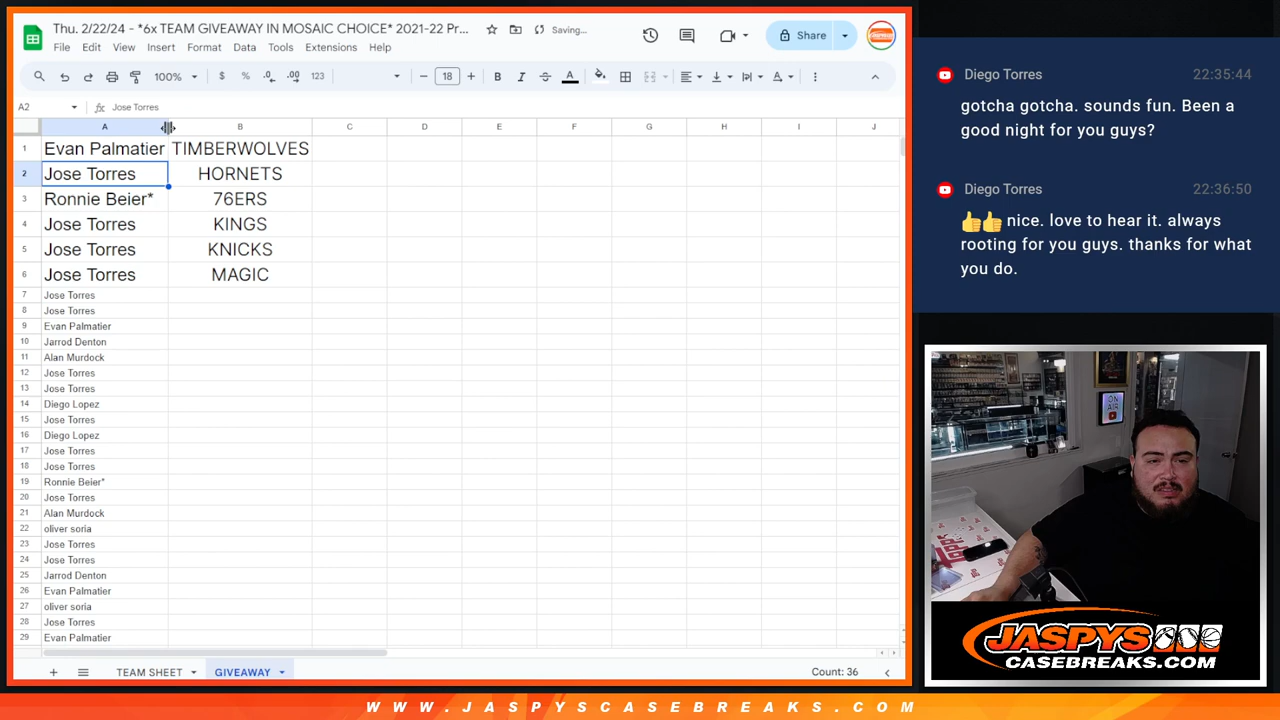 Thu. 2/22/24 - *6x TEAM GIVEAWAY IN MOSAIC CHOICE* 2021-22 Pr...
Saving...
Share
File Edit View Insert Format Data Tools Extensions Help
100% $ % .0 .00 123 18 B I A
A2 fx Jose Torres
A B C D E F G H I J
1 Evan Palmatier TIMBERWOLVES
2 Jose Torres HORNETS
3 Ronnie Beier* 76ERS
4 Jose Torres KINGS
5 Jose Torres KNICKS
6 Jose Torres MAGIC
7 Jose Torres
8 Jose Torres
9 Evan Palmatier
10 Jarrod Denton
11 Alan Murdock
12 Jose Torres
13 Jose Torres
14 Diego Lopez
15 Jose Torres
16 Diego Lopez
17 Jose Torres
18 Jose Torres
19 Ronnie Beier*
20 Jose Torres
21 Alan Murdock
22 oliver soria
23 Jose Torres
24 Jose Torres
25 Jarrod Denton
26 Evan Palmatier
27 oliver soria
28 Jose Torres
29 Evan Palmatier
TEAM SHEET GIVEAWAY Count: 36
Diego Torres 22:35:44
gotcha gotcha. sounds fun. Been a
good night for you guys?
Diego Torres 22:36:50
👍👍 nice. love to hear it. always
rooting for you guys. thanks for what
you do.
ON
AIR
Topps
JASPYS
CASEBREAKS.COM
WWW.JASPYSCASEBREAKS.COM